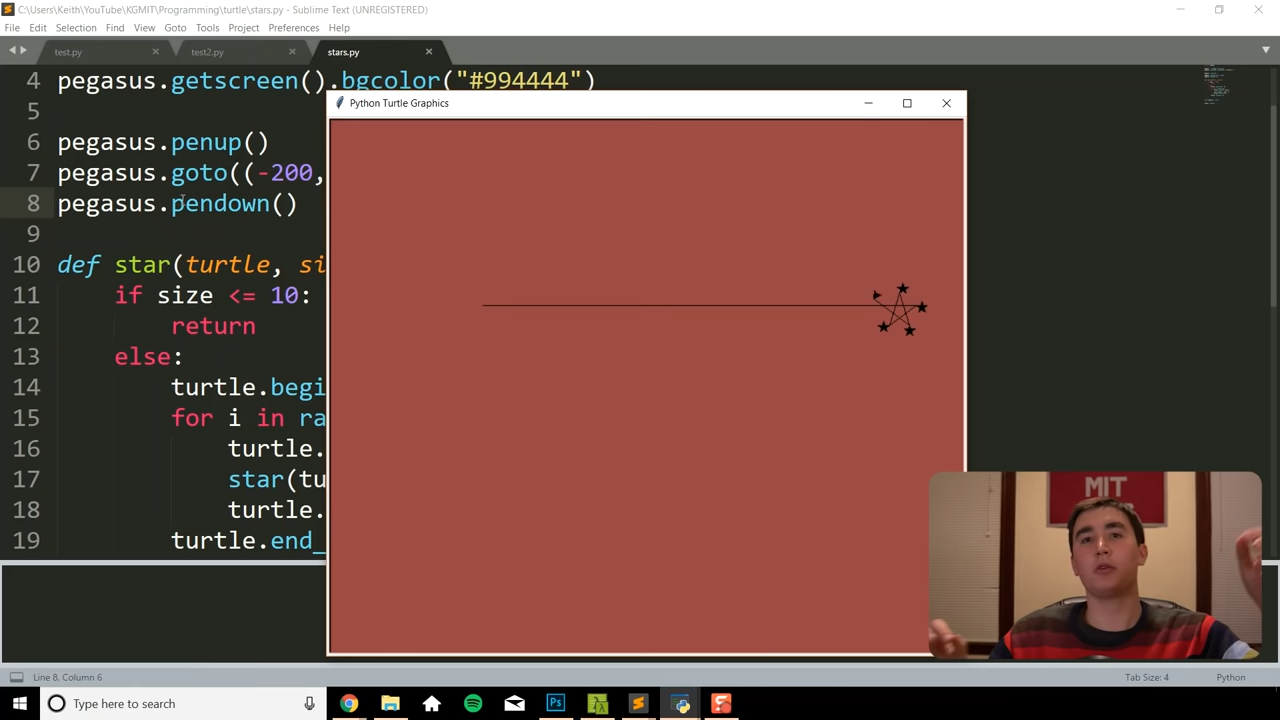 C:\Users\Keith\YouTube\KGMIT\Programming\turtle\stars.py - Sublime Text (UNREGISTERED)
File Edit Selection Find View Goto Tools Project Preferences Help
test.py test2.py stars.py
4 pegasus.getscreen().bgcolor("#994444")
Python Turtle Graphics
5
6 pegasus.penup()
7 pegasus.goto((-200,
8 pegasus.pendown()
9
10 def star(turtle, si
11 if size <= 10:
12 return
13 else:
14 turtle.begi
15 for i in ra
16 turtle.
17 star(tu
18 turtle.
19 turtle.end_
MIT
Line 8, Column 6 Tab Size: 4 Python
Type here to search
Ps